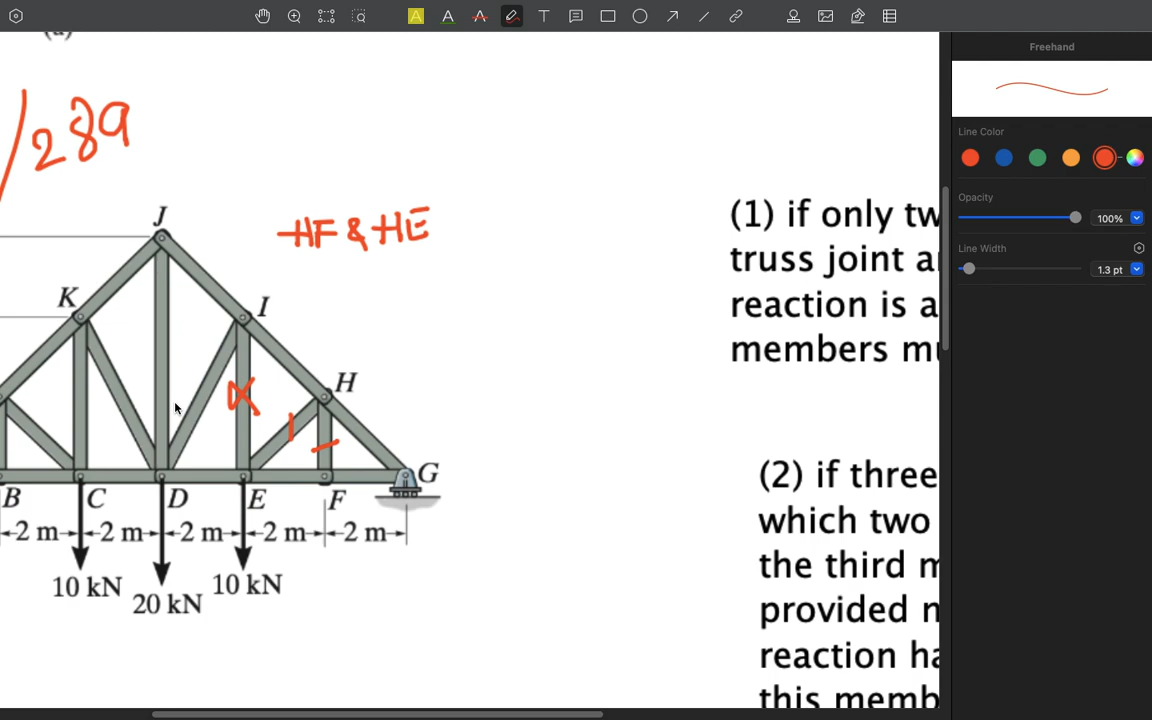 Freehand
/289
Line Color
Opacity
100%
Line Width
1.3 pt
J
HF & HE
K
I
H
G
B
C
D
E
F
2 m
2 m
2 m
2 m
2 m
10 kN
20 kN
10 kN
(1) if only tw
truss joint a
reaction is a
members m
(2) if three
which two
the third m
provided n
reaction ha
this memb
A
A
A
T